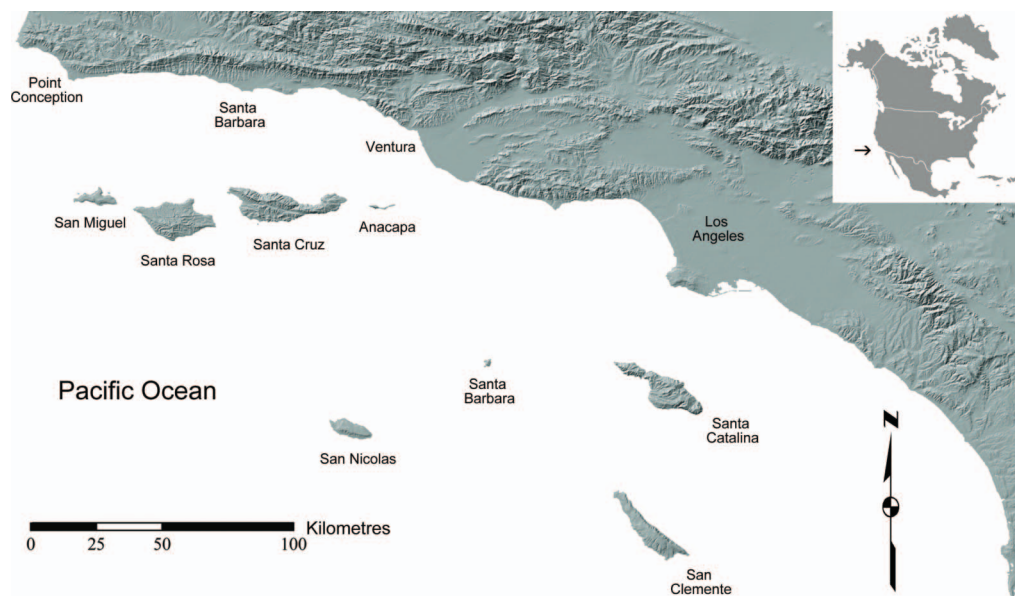 Point
Conception
Santa
Barbara
Ventura
San Miguel
Santa Rosa
Santa Cruz
Anacapa
Los
Angeles
Pacific Ocean
Santa
Barbara
Santa
Catalina
San Nicolas
San
Clemente
N
Kilometres
0 25 50 100